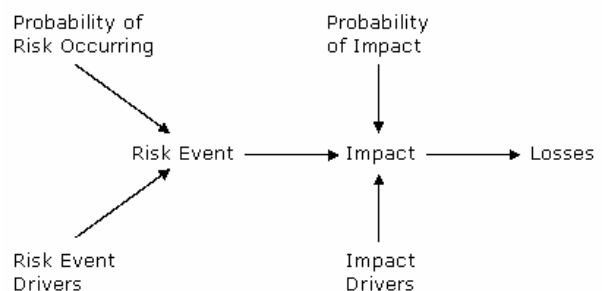 Probability of
Risk Occurring
Probability
of Impact
Risk Event
Impact
Losses
Risk Event
Drivers
Impact
Drivers